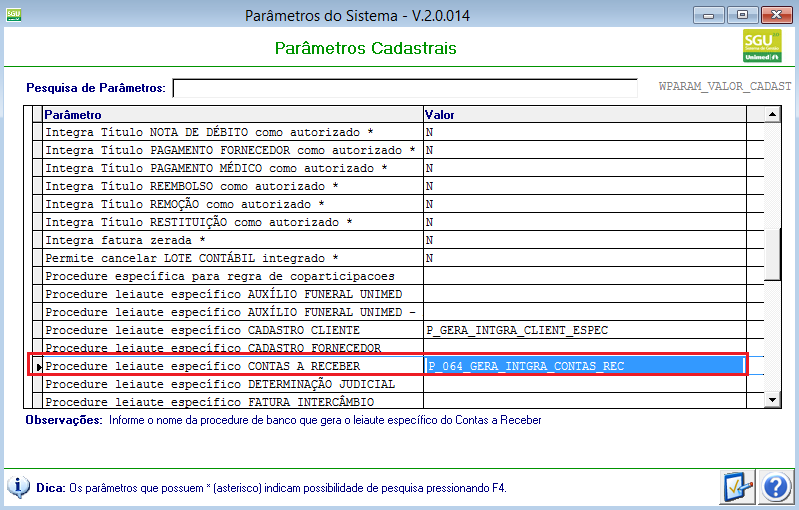 SGU
Parâmetros do Sistema - V.2.0.014
Parâmetros Cadastrais
SGU
Unimed
Pesquisa de Parâmetros:
WPARAM_VALOR_CADAST
Parâmetro Valor
Integra Título NOTA DE DÉBITO como autorizado * N
Integra Título PAGAMENTO FORNECEDOR como autorizado * N
Integra Título PAGAMENTO MÉDICO como autorizado * N
Integra Título REEMBOLSO como autorizado * N
Integra Título REMOÇÃO como autorizado * N
Integra Título RESTITUIÇÃO como autorizado * N
Integra fatura zerada * N
Permite cancelar LOTE CONTÁBIL integrado * N
Procedure específica para regra de coparticipacoes
Procedure leiaute específico AUXÍLIO FUNERAL UNIMED
Procedure leiaute específico AUXÍLIO FUNERAL UNIMED -
Procedure leiaute específico CADASTRO CLIENTE P_GERA_INTGRA_CLIENT_ESPEC
Procedure leiaute específico CADASTRO FORNECEDOR
Procedure leiaute específico CONTAS A RECEBER P_064_GERA_INTGRA_CONTAS_REC
Procedure leiaute específico DETERMINAÇÃO JUDICIAL
Procedure leiaute específico FATURA INTERCÂMBIO
Observações: Informe o nome da procedure de banco que gera o leiaute específico do Contas a Receber
Dica: Os parâmetros que possuem * (asterisco) indicam possibilidade de pesquisa pressionando F4.